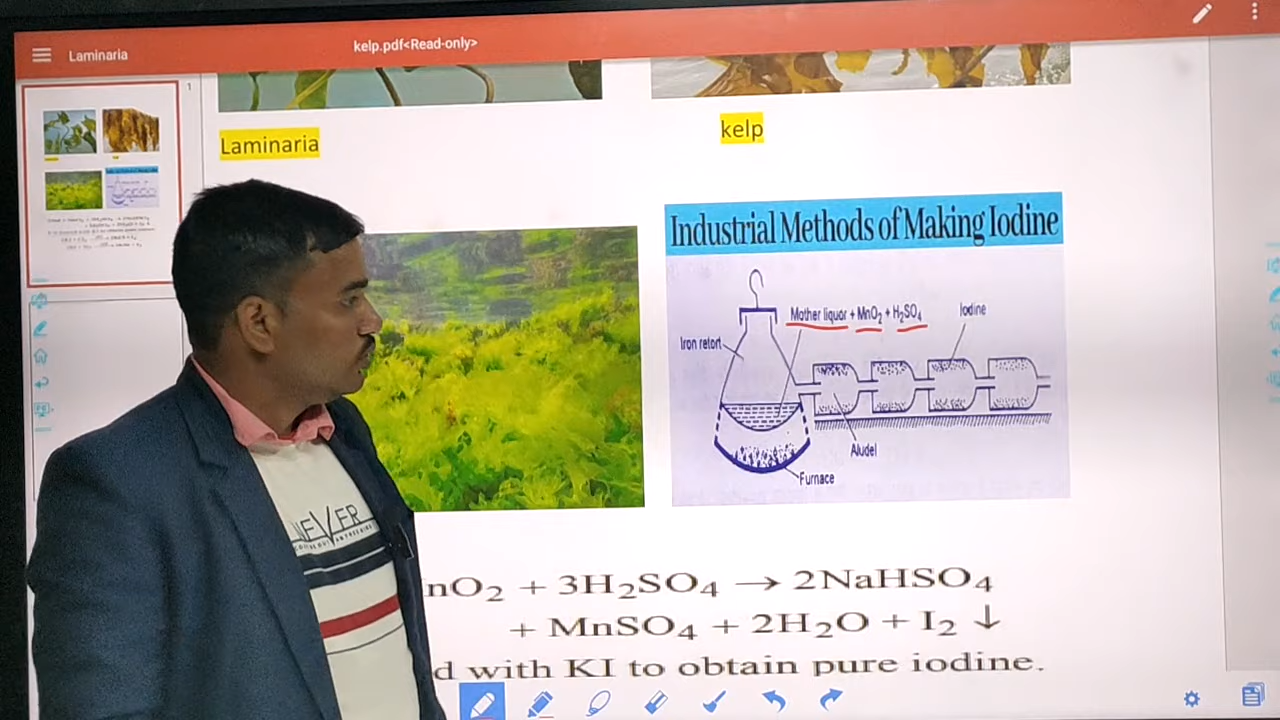 Laminaria
kelp.pdf<Read-only>
1
Laminaria
kelp
Industrial Methods of Making Iodine
Mother liquor + MnO2 + H2SO4
Iodine
Iron retort
Aludel
Furnace
nO2 + 3H2SO4 → 2NaHSO4
+ MnSO4 + 2H2O + I2 ↓
d with KI to obtain pure iodine.
NEVER